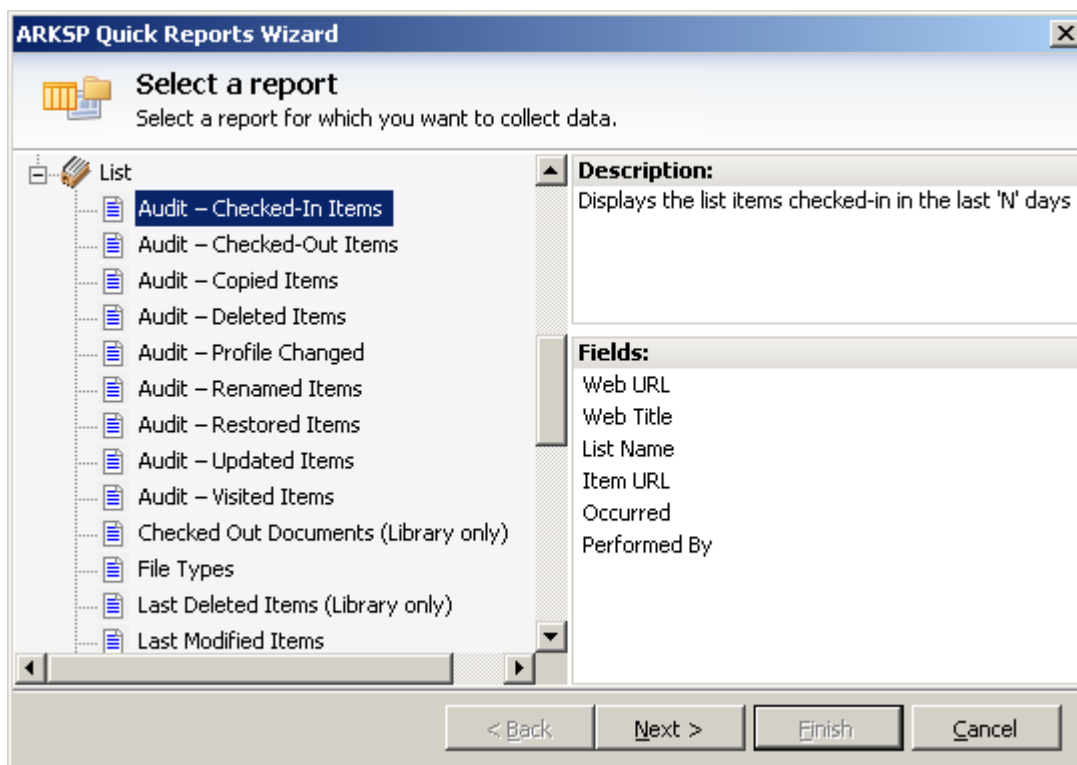 ARKSP Quick Reports Wizard
Select a report
Select a report for which you want to collect data.
List
Audit – Checked-In Items
Audit – Checked-Out Items
Audit – Copied Items
Audit – Deleted Items
Audit – Profile Changed
Audit – Renamed Items
Audit – Restored Items
Audit – Updated Items
Audit – Visited Items
Checked Out Documents (Library only)
File Types
Last Deleted Items (Library only)
Last Modified Items
Description:
Displays the list items checked-in in the last 'N' days
Fields:
Web URL
Web Title
List Name
Item URL
Occurred
Performed By
< Back
Next >
Finish
Cancel